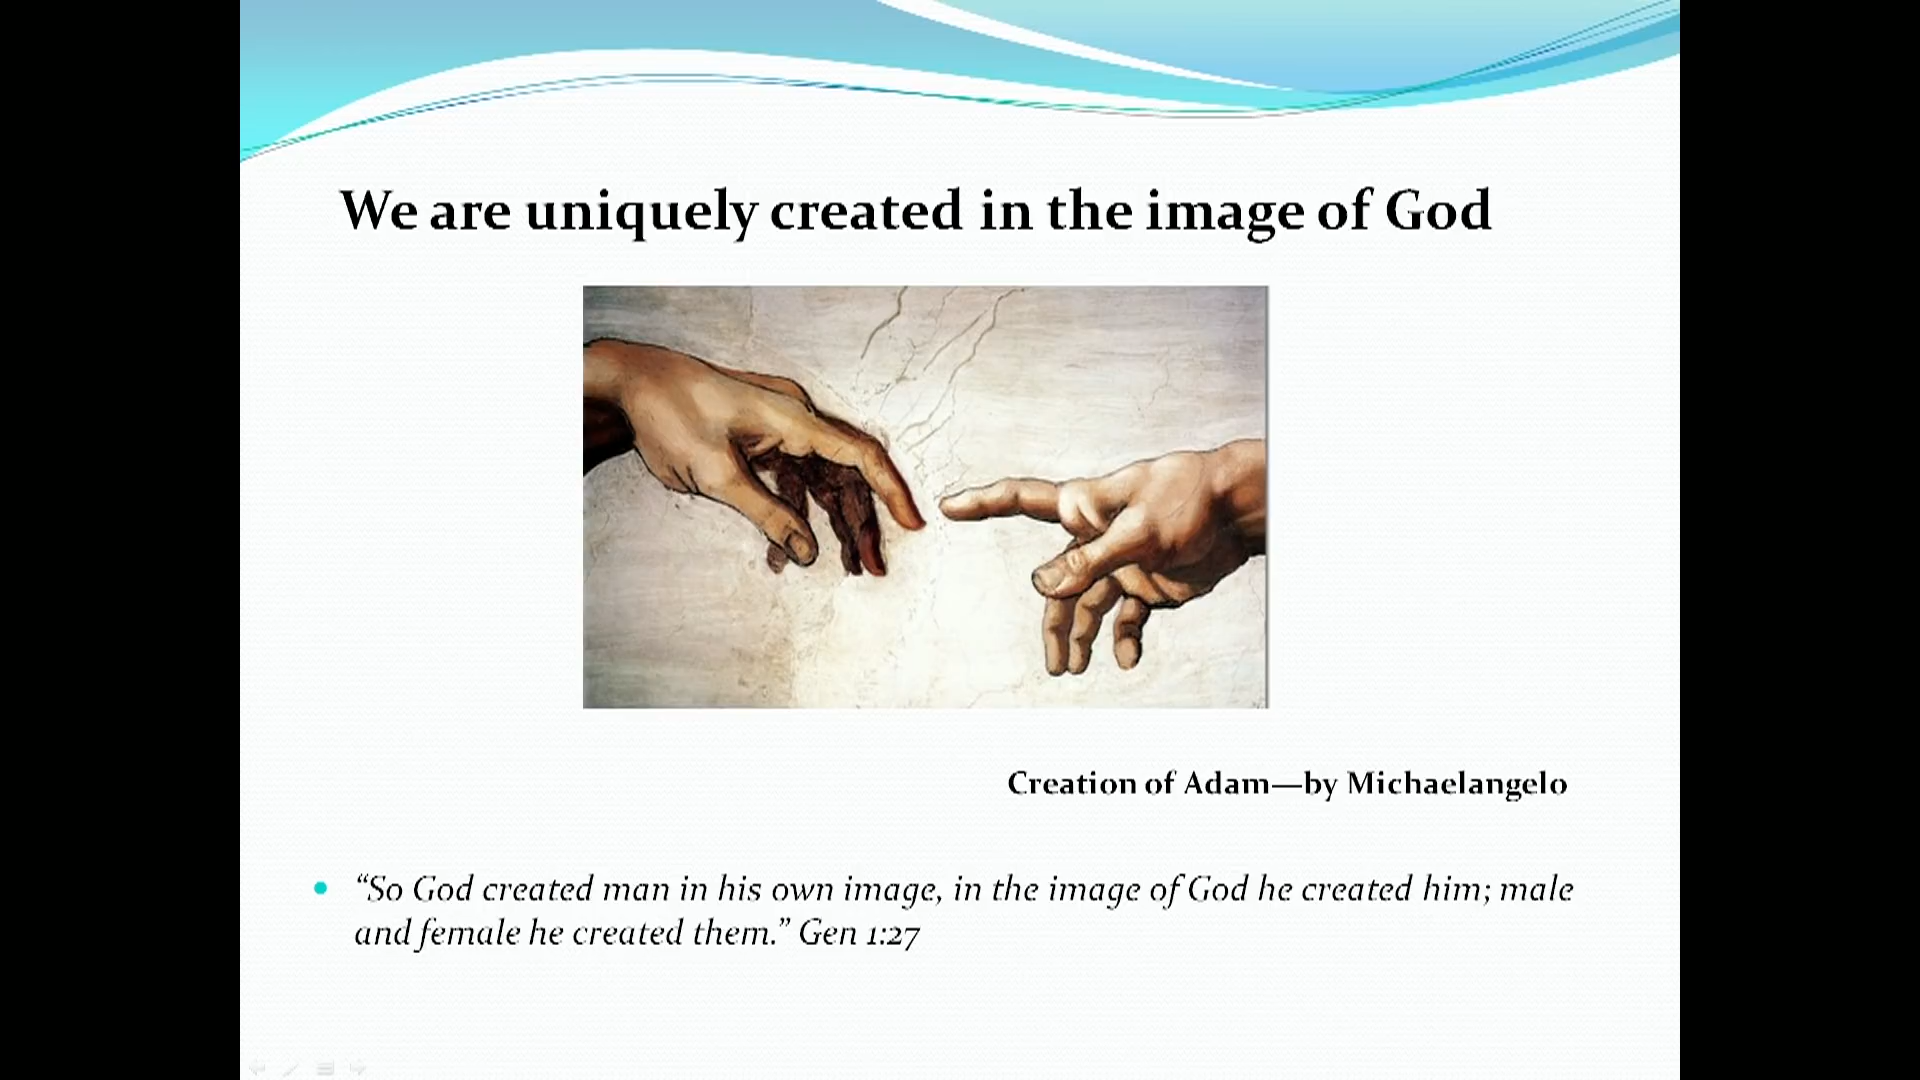 We are uniquely created in the image of God
Creation of Adam—by Michaelangelo
“So God created man in his own image, in the image of God he created him; male
and female he created them.” Gen 1:27